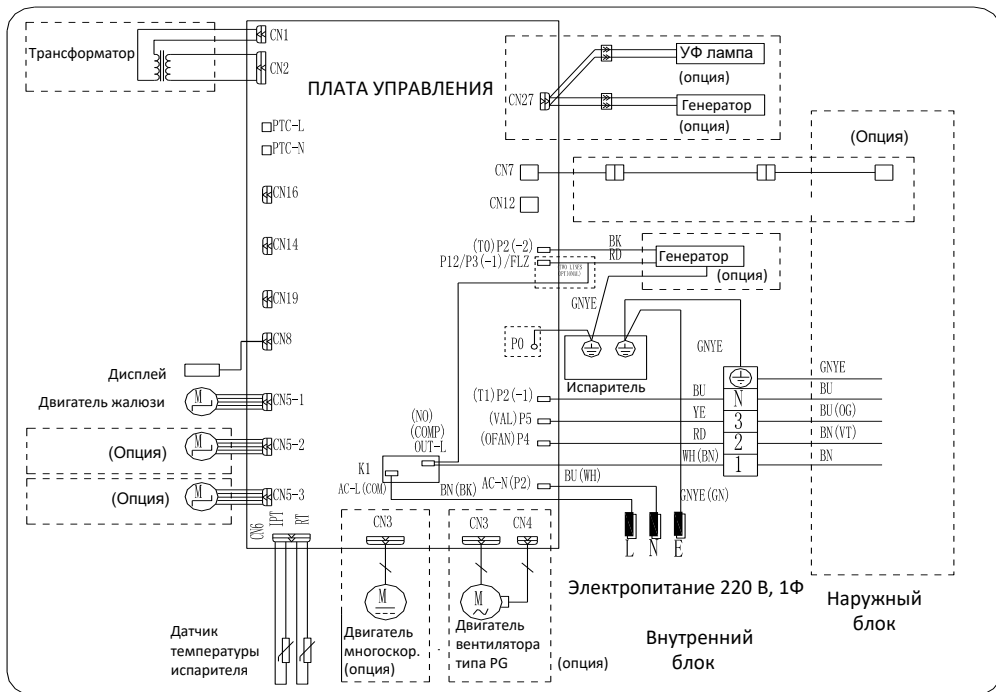 Трансформатор
CN1
CN2
ПЛАТА УПРАВЛЕНИЯ
PTC-L
PTC-N
CN16
CN14
CN19
CN8
Дисплей
Двигатель жалюзи
M
CN5-1
(Опция)
M
CN5-2
(Опция)
M
CN5-3
CN6
IPT
RT
Датчик
температуры
испарителя
CN27
УФ лампа
(опция)
Генератор
(опция)
CN7
CN12
(Опция)
(T0)P2(-2)
P12/P3(-1)/FLZ
BK
RD
Генератор
(опция)
TWO LINES
GNYE
P0
Испаритель
GNYE
(T1)P2(-1)
(VAL)P5
(OFAN)P4
BU
YE
RD
WH(BN)
N
3
2
1
GNYE
BU
BU(OG)
BN(VT)
BN
(NO)
(COMP)
OUT-L
K1
AC-L(COM)
BN(BK)
AC-N(P2)
BU(WH)
GNYE(GN)
L
N
E
CN3
M
Двигатель
многоскор.
(опция)
CN3
CN4
M
Двигатель
вентилятора
типа PG
(опция)
Электропитание 220 В, 1Ф
Внутренний
блок
Наружный
блок